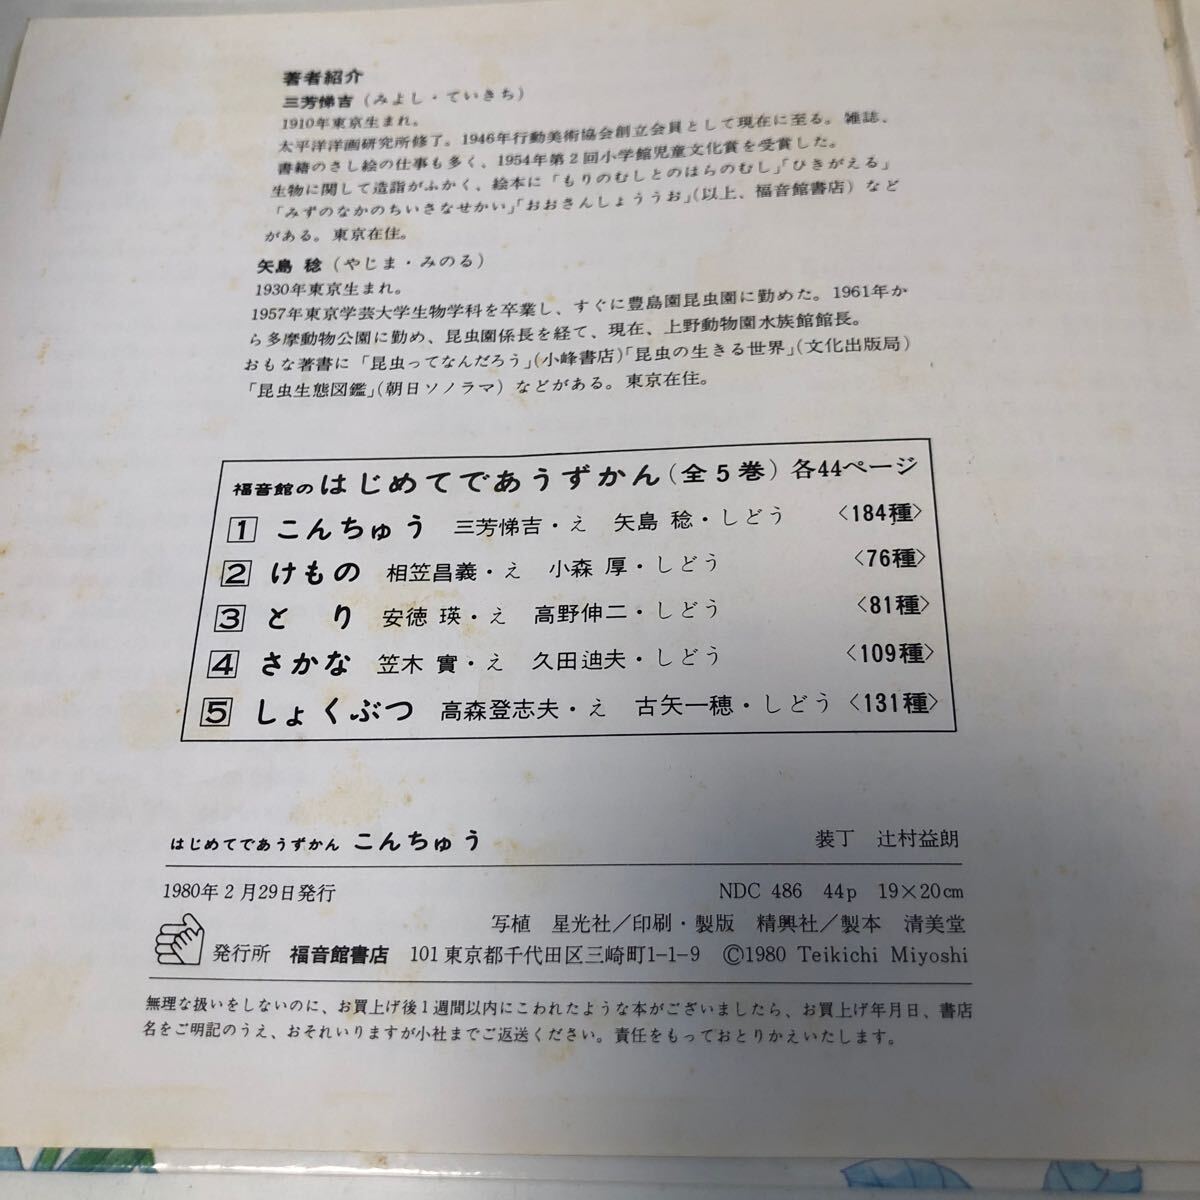 著者紹介
三芳悌吉（みよし・ていきち）
1910年東京生まれ。
太平洋洋画研究所修了。1946年行動美術協会創立会員として現在に至る。雑誌、
書籍のさし絵の仕事も多く、1954年第2回小学館児童文化賞を受賞した。
生物に関して造詣がふかく、絵本に「もりのむしとのはらのむし」「ひきがえる」
「みずのなかのちいさなせかい」「おおきんしょううお」（以上、福音館書店）など
がある。東京在住。
矢島 稔（やじま・みのる）
1930年東京生まれ。
1957年東京学芸大学生物学科を卒業し、すぐに豊島園昆虫園に勤めた。1961年か
ら多摩動物公園に勤め、昆虫園係長を経て、現在、上野動物園水族館館長。
おもな著書に「昆虫ってなんだろう」（小峰書店）「昆虫の生きる世界」（文化出版局）
「昆虫生態図鑑」（朝日ソノラマ）などがある。東京在住。
福音館のはじめてであうずかん（全5巻）各44ページ
1 こんちゅう 三芳悌吉・え 矢島 稔・しどう 〈184種〉
2 けもの 相笠昌義・え 小森 厚・しどう 〈76種〉
3 とり 安徳 瑛・え 高野伸二・しどう 〈81種〉
4 さかな 笠木 實・え 久田迪夫・しどう 〈109種〉
5 しょくぶつ 高森登志夫・え 古矢一穂・しどう 〈131種〉
はじめてであうずかん こんちゅう 装丁 辻村益朗
1980年2月29日発行 NDC 486 44p 19×20cm
写植 星光社／印刷・製版 精興社／製本 清美堂
発行所 福音館書店 101 東京都千代田区三崎町1-1-9 ©1980 Teikichi Miyoshi
無理な扱いをしないのに、お買上げ後1週間以内にこわれたような本がございましたら、お買上げ年月日、書店
名をご明記のうえ、おそれいりますが小社までご返送ください。責任をもっておとりかえいたします。